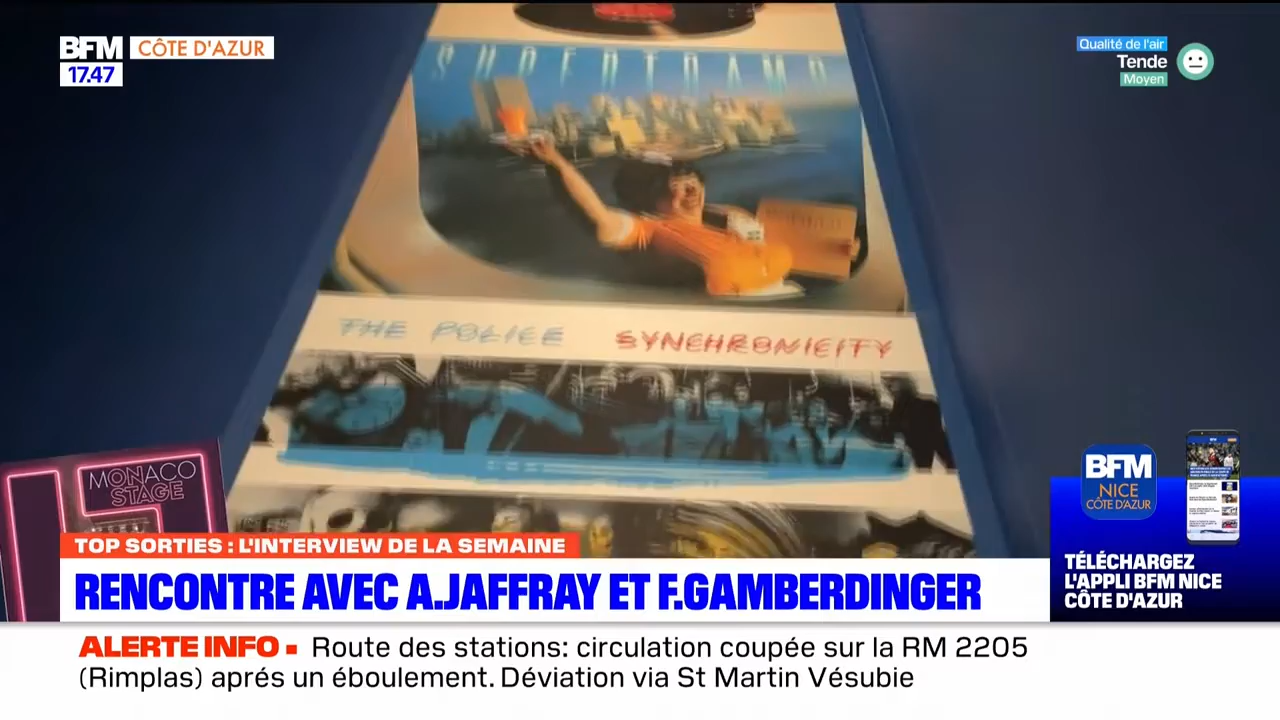 BFM CÔTE D'AZUR
17.47
Qualité de l'air
Tende
Moyen
SUPERTRAMP
THE POLICE SYNCHRONICITY
MONACO
STAGE
BFM
NICE
CÔTE D'AZUR
TÉLÉCHARGEZ
L'APPLI BFM NICE
CÔTE D'AZUR
TOP SORTIES : L'INTERVIEW DE LA SEMAINE
RENCONTRE AVEC A.JAFFRAY ET F.GAMBERDINGER
ALERTE INFO Route des stations: circulation coupée sur la RM 2205
(Rimplas) aprés un éboulement. Déviation via St Martin Vésubie